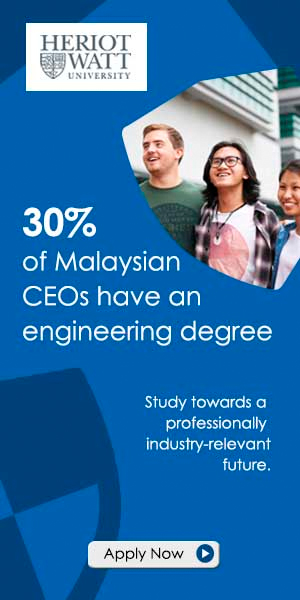 HERIOT
WATT
UNIVERSITY
30%
of Malaysian
CEOs have an
engineering degree
Study towards a
professionally
industry-relevant
future.
Apply Now